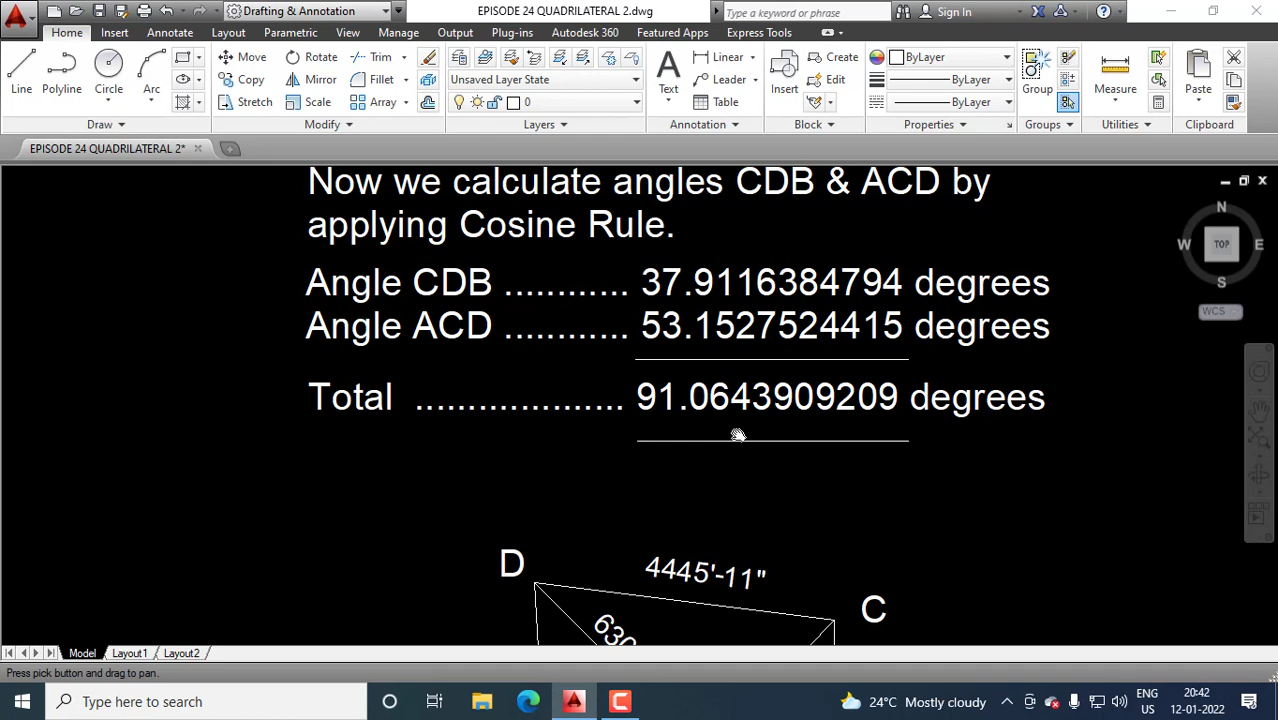 Drafting & Annotation
EPISODE 24 QUADRILATERAL 2.dwg
Type a keyword or phrase
Sign In
Home Insert Annotate Layout Parametric View Manage Output Plug-ins Autodesk 360 Featured Apps Express Tools
Move Rotate Trim
Copy Mirror Fillet
Stretch Scale Array
Line Polyline Circle Arc
Unsaved Layer State
0
Text
Linear
Leader
Table
Insert
Create
Edit
ByLayer
ByLayer
ByLayer
Group
Measure
Paste
Draw Modify Layers Annotation Block Properties Groups Utilities Clipboard
EPISODE 24 QUADRILATERAL 2*
Now we calculate angles CDB & ACD by
applying Cosine Rule.
Angle CDB ............ 37.9116384794 degrees
Angle ACD ............ 53.1527524415 degrees
Total .................... 91.0643909209 degrees
N
W TOP E
S
WCS
D
4445'-11"
C
630
Model Layout1 Layout2
Press pick button and drag to pan.
Type here to search
24°C Mostly cloudy
ENG
US
20:42
12-01-2022